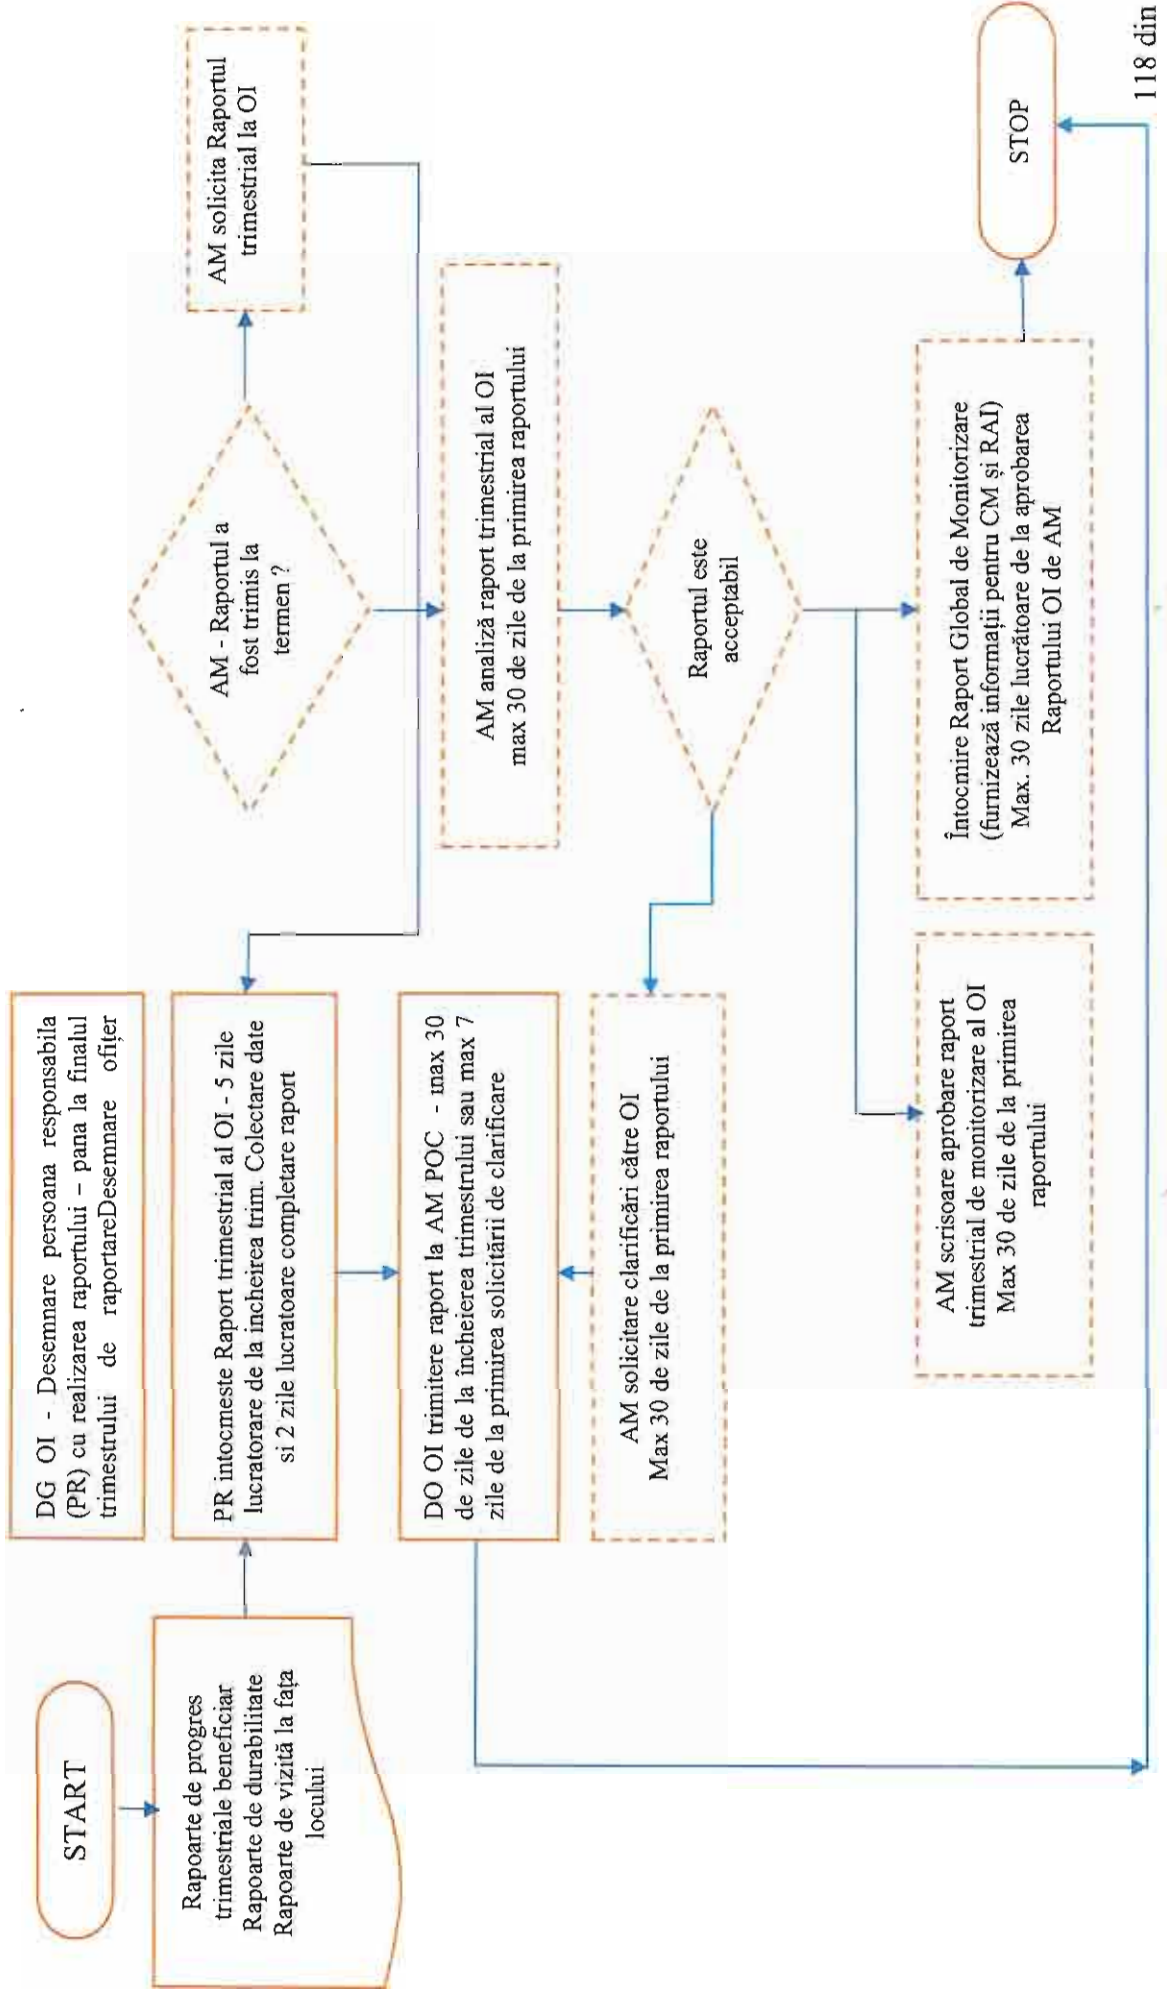 START
Rapoarte de progres
trimestriale beneficiar
Rapoarte de durabilitate
Rapoarte de vizită la fața
locului
DG OI - Desemnare persoana responsabila
(PR) cu realizarea raportului – pana la finalul
trimestrului de raportareDesemnare ofițer
PR intocmeste Raport trimestrial al OI - 5 zile
lucratorare de la incheirea trim. Colectare date
si 2 zile lucratoare completare raport
DO OI trimitere raport la AM POC - max 30
de zile de la încheierea trimestrului sau max 7
zile de la primirea solicitării de clarificare
AM solicitare clarificări către OI
Max 30 de zile de la primirea raportului
AM scrisoare aprobare raport
trimestrial de monitorizare al OI
Max 30 de zile de la primirea
raportului
AM - Raportul a
fost trimis la
termen ?
AM solicita Raportul
trimestrial la OI
AM analiză raport trimestrial al OI
max 30 de zile de la primirea raportului
Raportul este
acceptabil
Întocmire Raport Global de Monitorizare
(furnizează informații pentru CM și RAI)
Max. 30 zile lucrătoare de la aprobarea
Raportului OI de AM
STOP
118 din